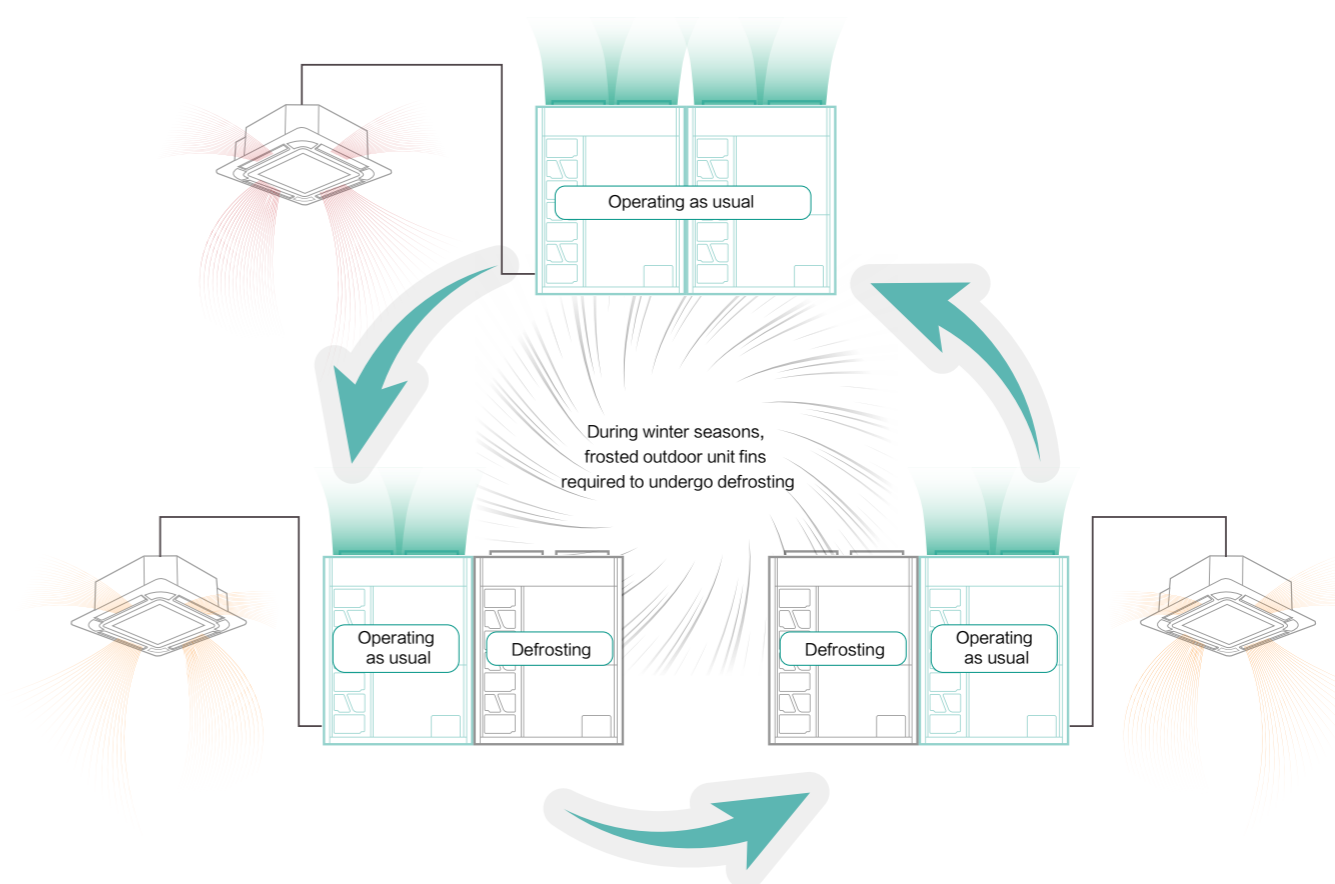 Operating as usual
During winter seasons,
frosted outdoor unit fins
required to undergo defrosting
Operating
as usual
Defrosting
Defrosting
Operating
as usual